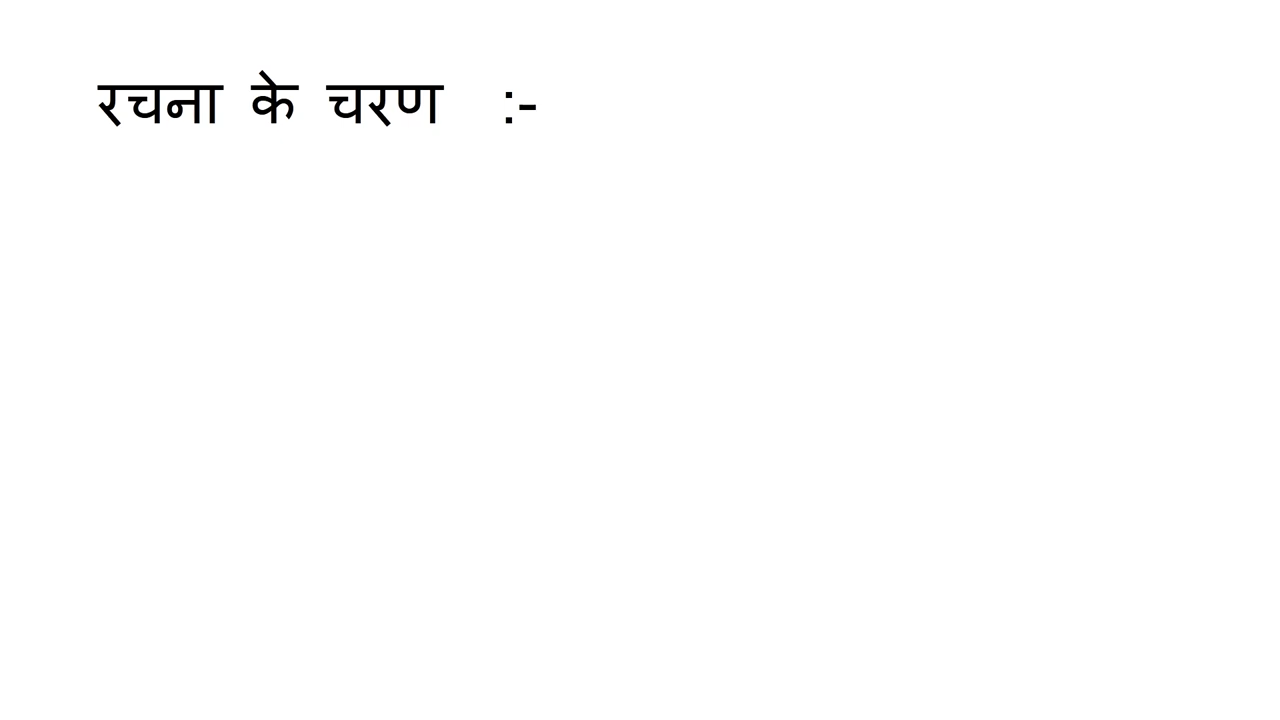 रचना के चरण :-